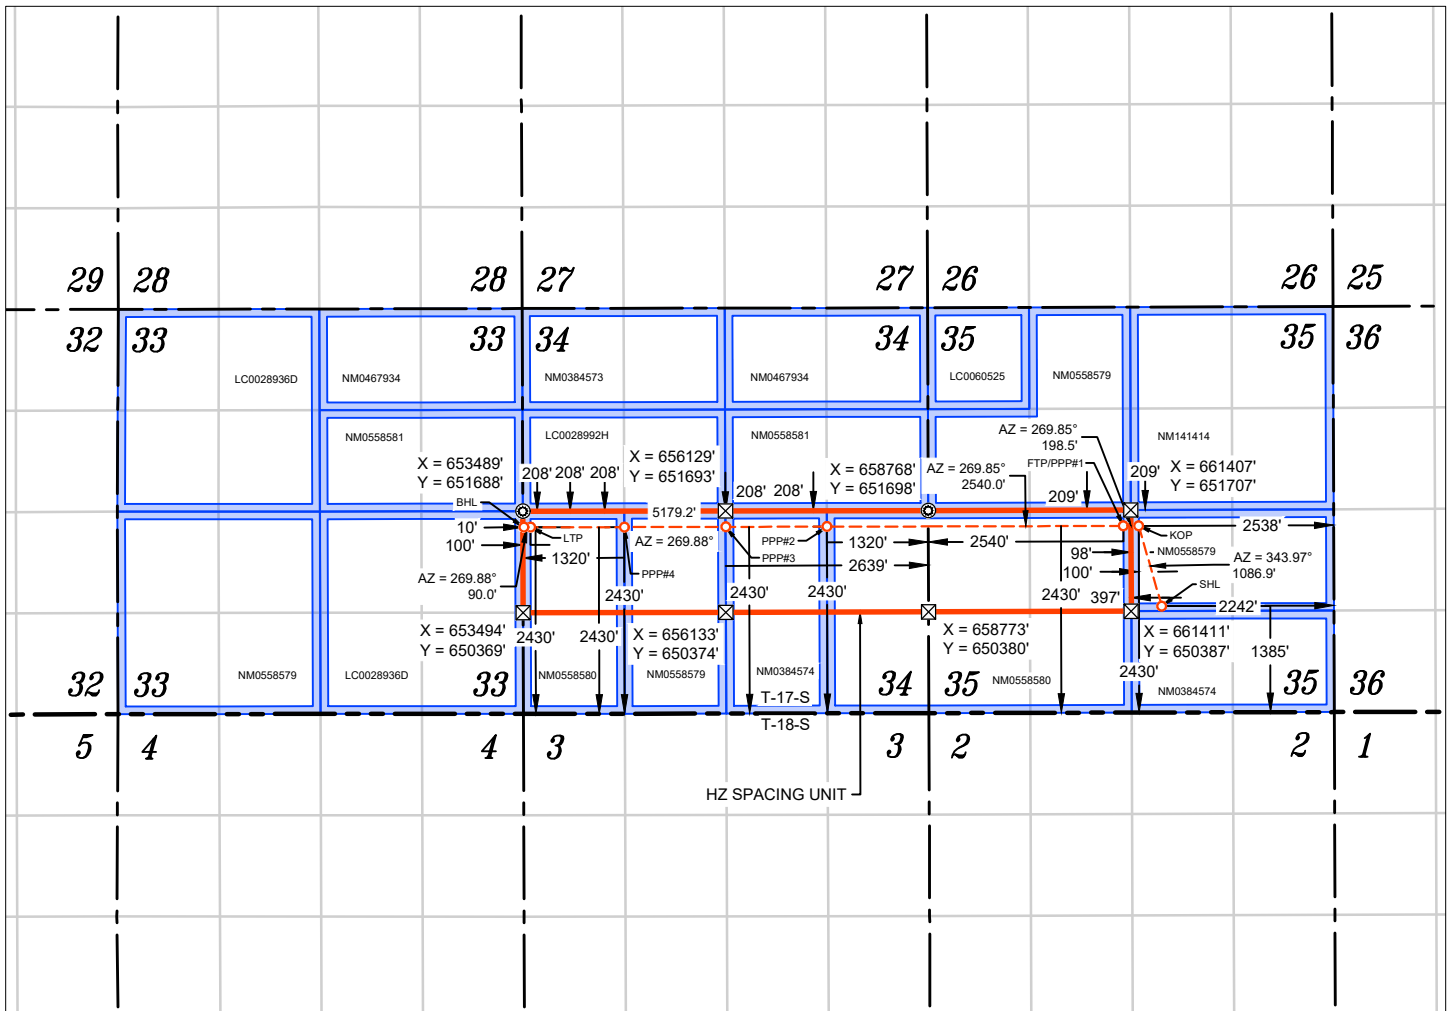 29 28 28 27 27 26 26 25
32 33 33 34 34 35 35 36
LC0028936D
NM0467934
NM0384573
NM0467934
LC0060525
NM0558579
NM0558581
LC0028992H
NM0558581
NM141414
AZ = 269.85°
198.5'
FTP/PPP#1
X = 653489'
Y = 651688'
208' 208' 208'
X = 656129'
Y = 651693'
208' 208'
X = 658768'
Y = 651698'
AZ = 269.85°
2540.0'
209'
209'
X = 661407'
Y = 651707'
BHL
5179.2'
10'
100'
LTP
1320'
AZ = 269.88°
PPP#4
PPP#3
PPP#2
1320'
2639'
2540'
98'
100'
KOP
2538'
NM0558579
AZ = 343.97°
1086.9'
SHL
AZ = 269.88°
90.0'
2430'
2430'
2430'
2430'
397'
2242'
X = 653494'
Y = 650369'
2430'
2430'
X = 656133'
Y = 650374'
X = 658773'
Y = 650380'
X = 661411'
Y = 650387'
1385'
2430'
NM0558579
LC0028936D
NM0558580
NM0558579
NM0384574
NM0558580
NM0384574
32 33 33 34 35 35 36
T-17-S
T-18-S
5 4 4 3 3 2 2 1
HZ SPACING UNIT